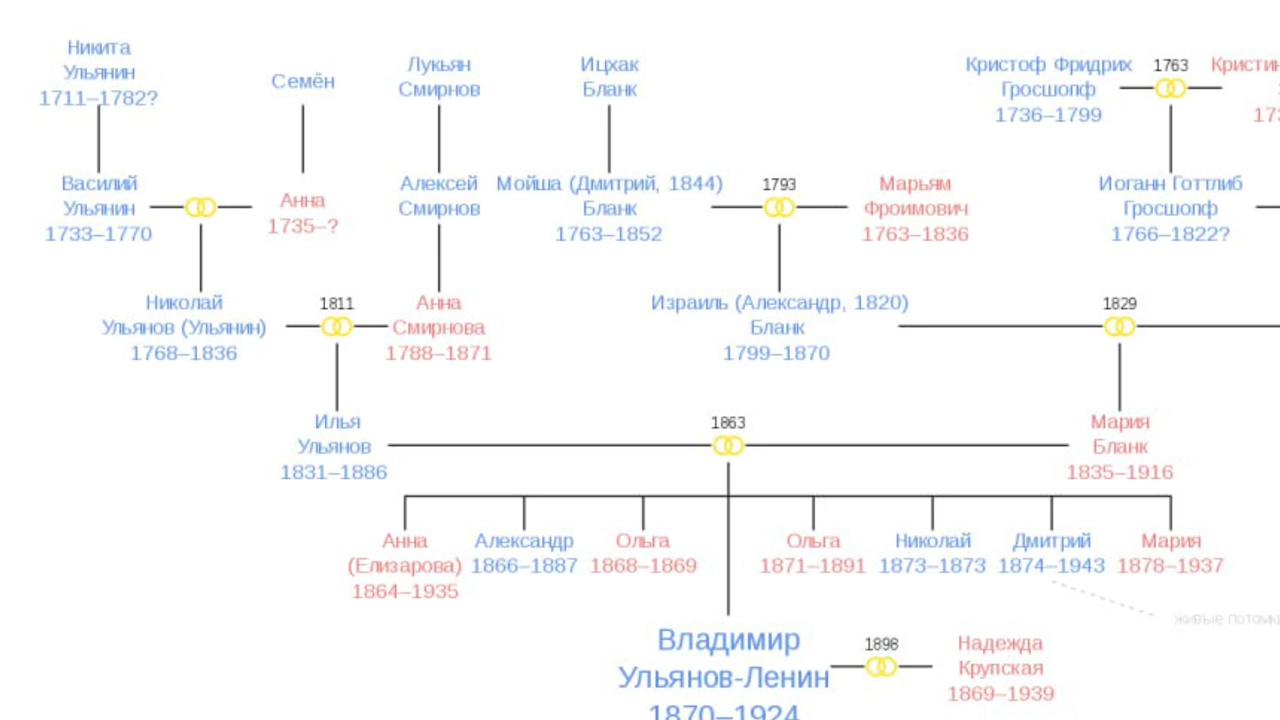 Никита
Ульянин
1711–1782?
Семён
Лукьян
Смирнов
Ицхак
Бланк
Кристоф Фридрих
Гросшопф
1736–1799
1763
Василий
Ульянин
1733–1770
Анна
1735–?
Алексей
Смирнов
Мойша (Дмитрий, 1844)
Бланк
1763–1852
1793
Марьям
Фроимович
1763–1836
Иоганн Готтлиб
Гросшопф
1766–1822?
Николай
Ульянов (Ульянин)
1768–1836
1811
Анна
Смирнова
1788–1871
Израиль (Александр, 1820)
Бланк
1799–1870
1829
Илья
Ульянов
1831–1886
1863
Мария
Бланк
1835–1916
Анна
(Елизарова)
1864–1935
Александр
1866–1887
Ольга
1868–1869
Ольга
1871–1891
Николай
1873–1873
Дмитрий
1874–1943
Мария
1878–1937
живые
Владимир
Ульянов-Ленин
1870–1924
1898
Надежда
Крупская
1869–1939